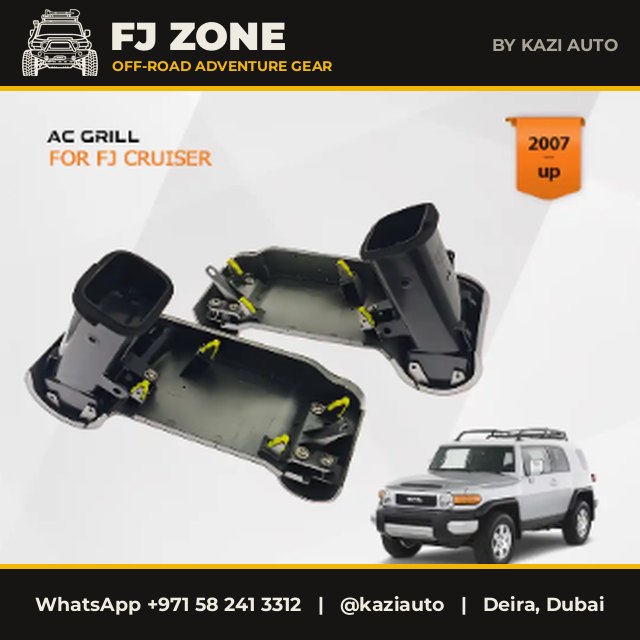 FJ ZONE
OFF-ROAD ADVENTURE GEAR
BY KAZI AUTO
AC GRILL
FOR FJ CRUISER
2007
up
WhatsApp +971 58 241 3312 | @kaziauto | Deira, Dubai